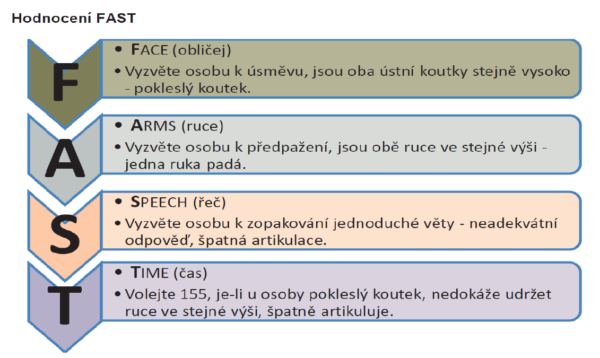 Hodnocení FAST
F
• FACE (obličej)
• Vyzvěte osobu k úsměvu, jsou oba ústní koutky stejně vysoko
- pokleslý koutek.
A
• ARMS (ruce)
• Vyzvěte osobu k předpažení, jsou obě ruce ve stejné výši -
jedna ruka padá.
S
• SPEECH (řeč)
• Vyzvěte osobu k zopakování jednoduché věty - neadekvátní
odpověď, špatná artikulace.
T
• TIME (čas)
• Volejte 155, je-li u osoby pokleslý koutek, nedokáže udržet
ruce ve stejné výši, špatně artikuluje.